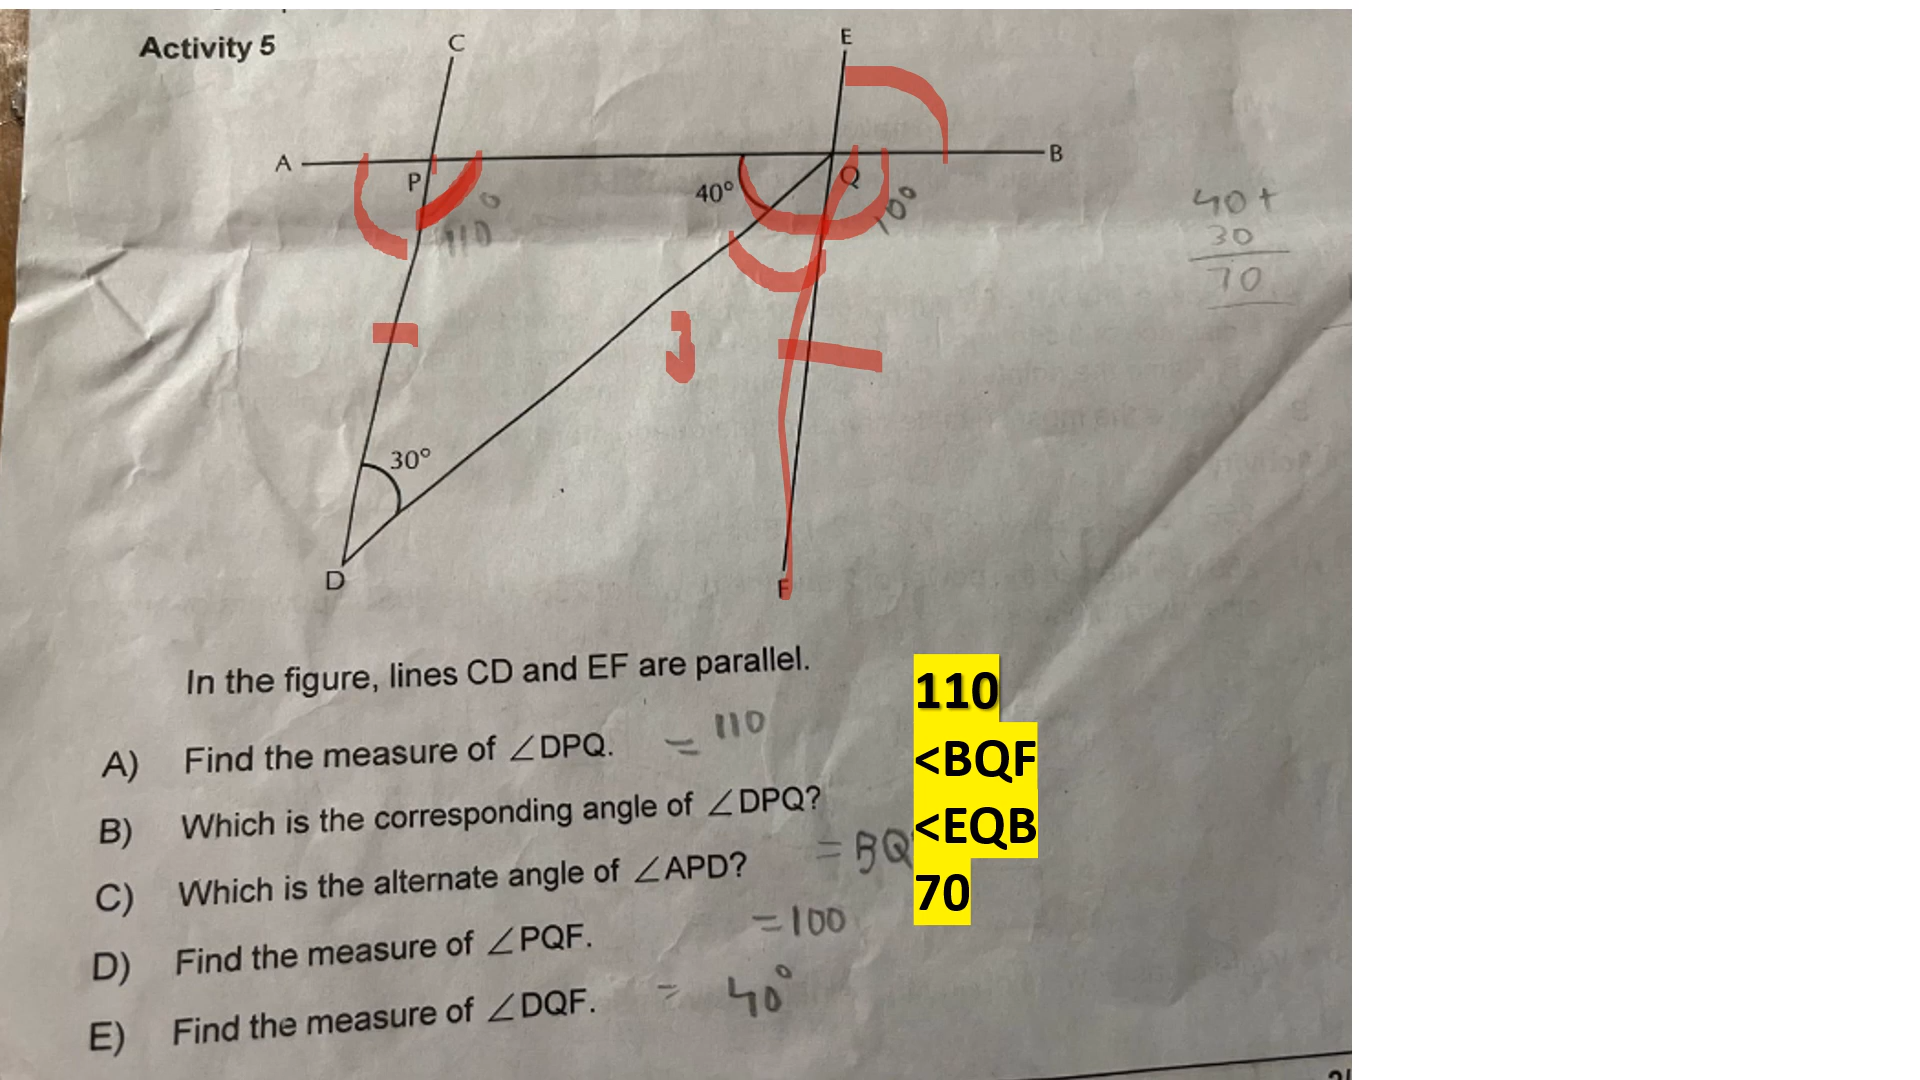 Activity 5
C
E
A
B
P
Q
40°
110°
40+
30
70
30°
D
F
In the figure, lines CD and EF are parallel.
A) Find the measure of ∠DPQ. = 110
B) Which is the corresponding angle of ∠DPQ?
C) Which is the alternate angle of ∠APD? = BQ
D) Find the measure of ∠PQF. = 100
E) Find the measure of ∠DQF. = 40°
110
<BQF
<EQB
70